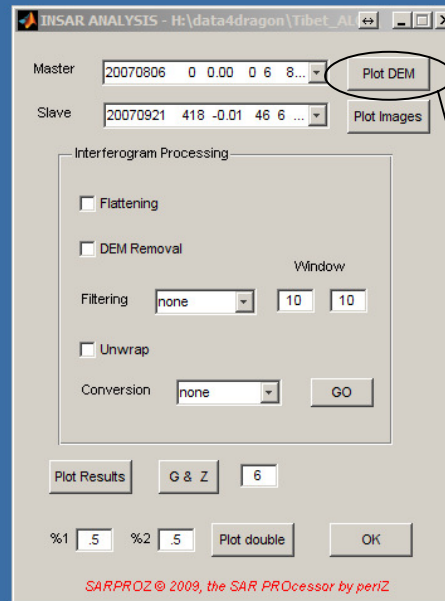 INSAR ANALYSIS - H:\data4dragon\Tibet_AL
Master 20070806 0 0.00 0 6 8... Plot DEM
Slave 20070921 418 -0.01 46 6 ... Plot Images
Interferogram Processing
Flattening
DEM Removal
Window
Filtering none 10 10
Unwrap
Conversion none GO
Plot Results G & Z 6
%1 .5 %2 .5 Plot double OK
SARPROZ © 2009, the SAR PROcessor by periZ